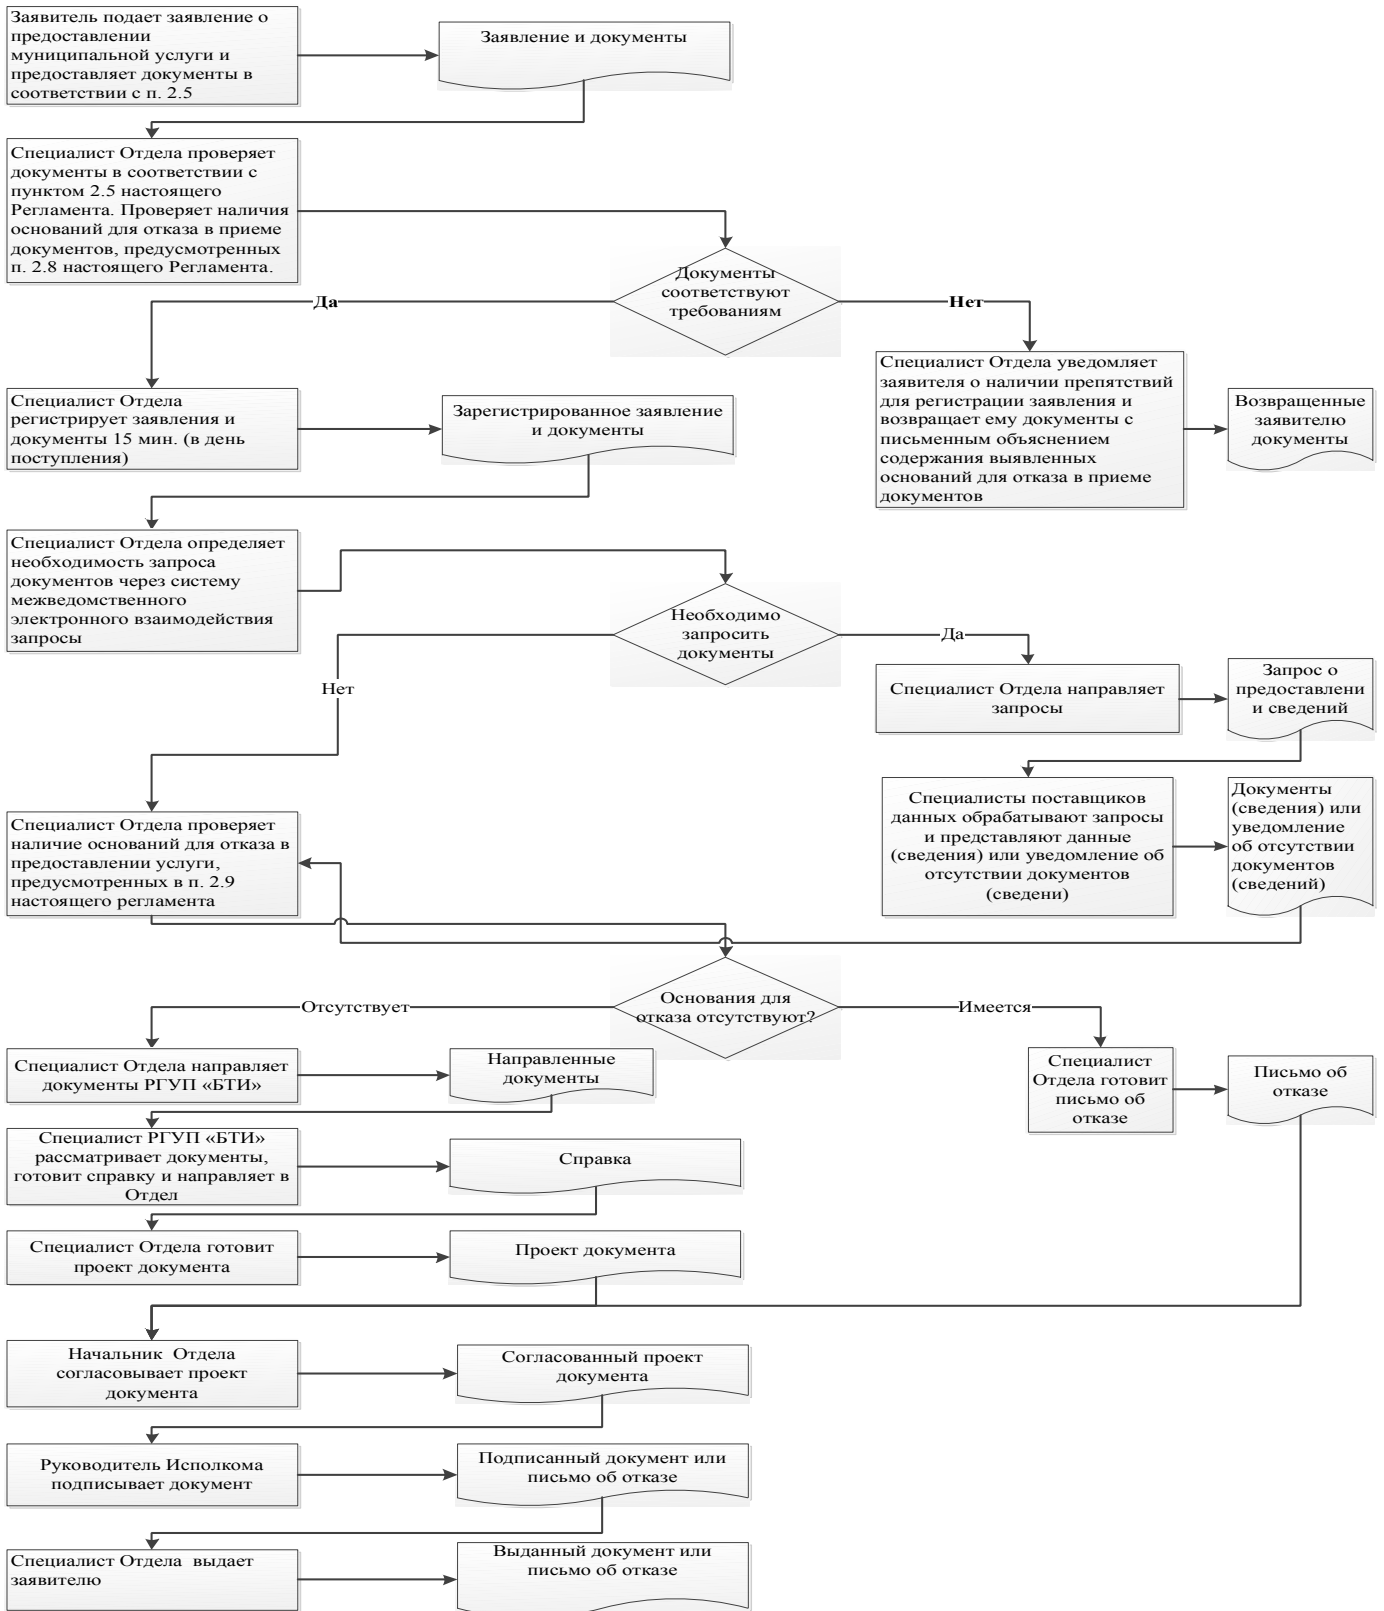 Заявитель подает заявление о
предоставлении
муниципальной услуги и
предоставляет документы в
соответствии с п. 2.5
Заявление и документы
Специалист Отдела проверяет
документы в соответствии с
пунктом 2.5 настоящего
Регламента. Проверяет наличия
оснований для отказа в приеме
документов, предусмотренных
п. 2.8 настоящего Регламента.
Документы
соответствуют
требованиям
Да
Нет
Специалист Отдела
регистрирует заявления и
документы 15 мин. (в день
поступления)
Зарегистрированное заявление
и документы
Специалист Отдела уведомляет
заявителя о наличии препятствий
для регистрации заявления и
возвращает ему документы с
письменным объяснением
содержания выявленных
оснований для отказа в приеме
документов
Возвращенные
заявителю
документы
Специалист Отдела определяет
необходимость запроса
документов через систему
межведомственного
электронного взаимодействия
запросы
Необходимо
запросить
документы
Да
Нет
Специалист Отдела направляет
запросы
Запрос о
предоставлени
и сведений
Специалисты поставщиков
данных обрабатывают запросы
и представляют данные
(сведения) или уведомление об
отсутствии документов
(сведени)
Документы
(сведения) или
уведомление
об отсутствии
документов
(сведений)
Специалист Отдела проверяет
наличие оснований для отказа в
предоставлении услуги,
предусмотренных в п. 2.9
настоящего регламента
Основания для
отказа отсутствуют?
Отсутствует
Имеется
Специалист Отдела направляет
документы РГУП «БТИ»
Направленные
документы
Специалист
Отдела готовит
письмо об
отказе
Письмо об
отказе
Специалист РГУП «БТИ»
рассматривает документы,
готовит справку и направляет в
Отдел
Справка
Специалист Отдела готовит
проект документа
Проект документа
Начальник Отдела
согласовывает проект
документа
Согласованный проект
документа
Руководитель Исполкома
подписывает документ
Подписанный документ или
письмо об отказе
Специалист Отдела выдает
заявителю
Выданный документ или
письмо об отказе